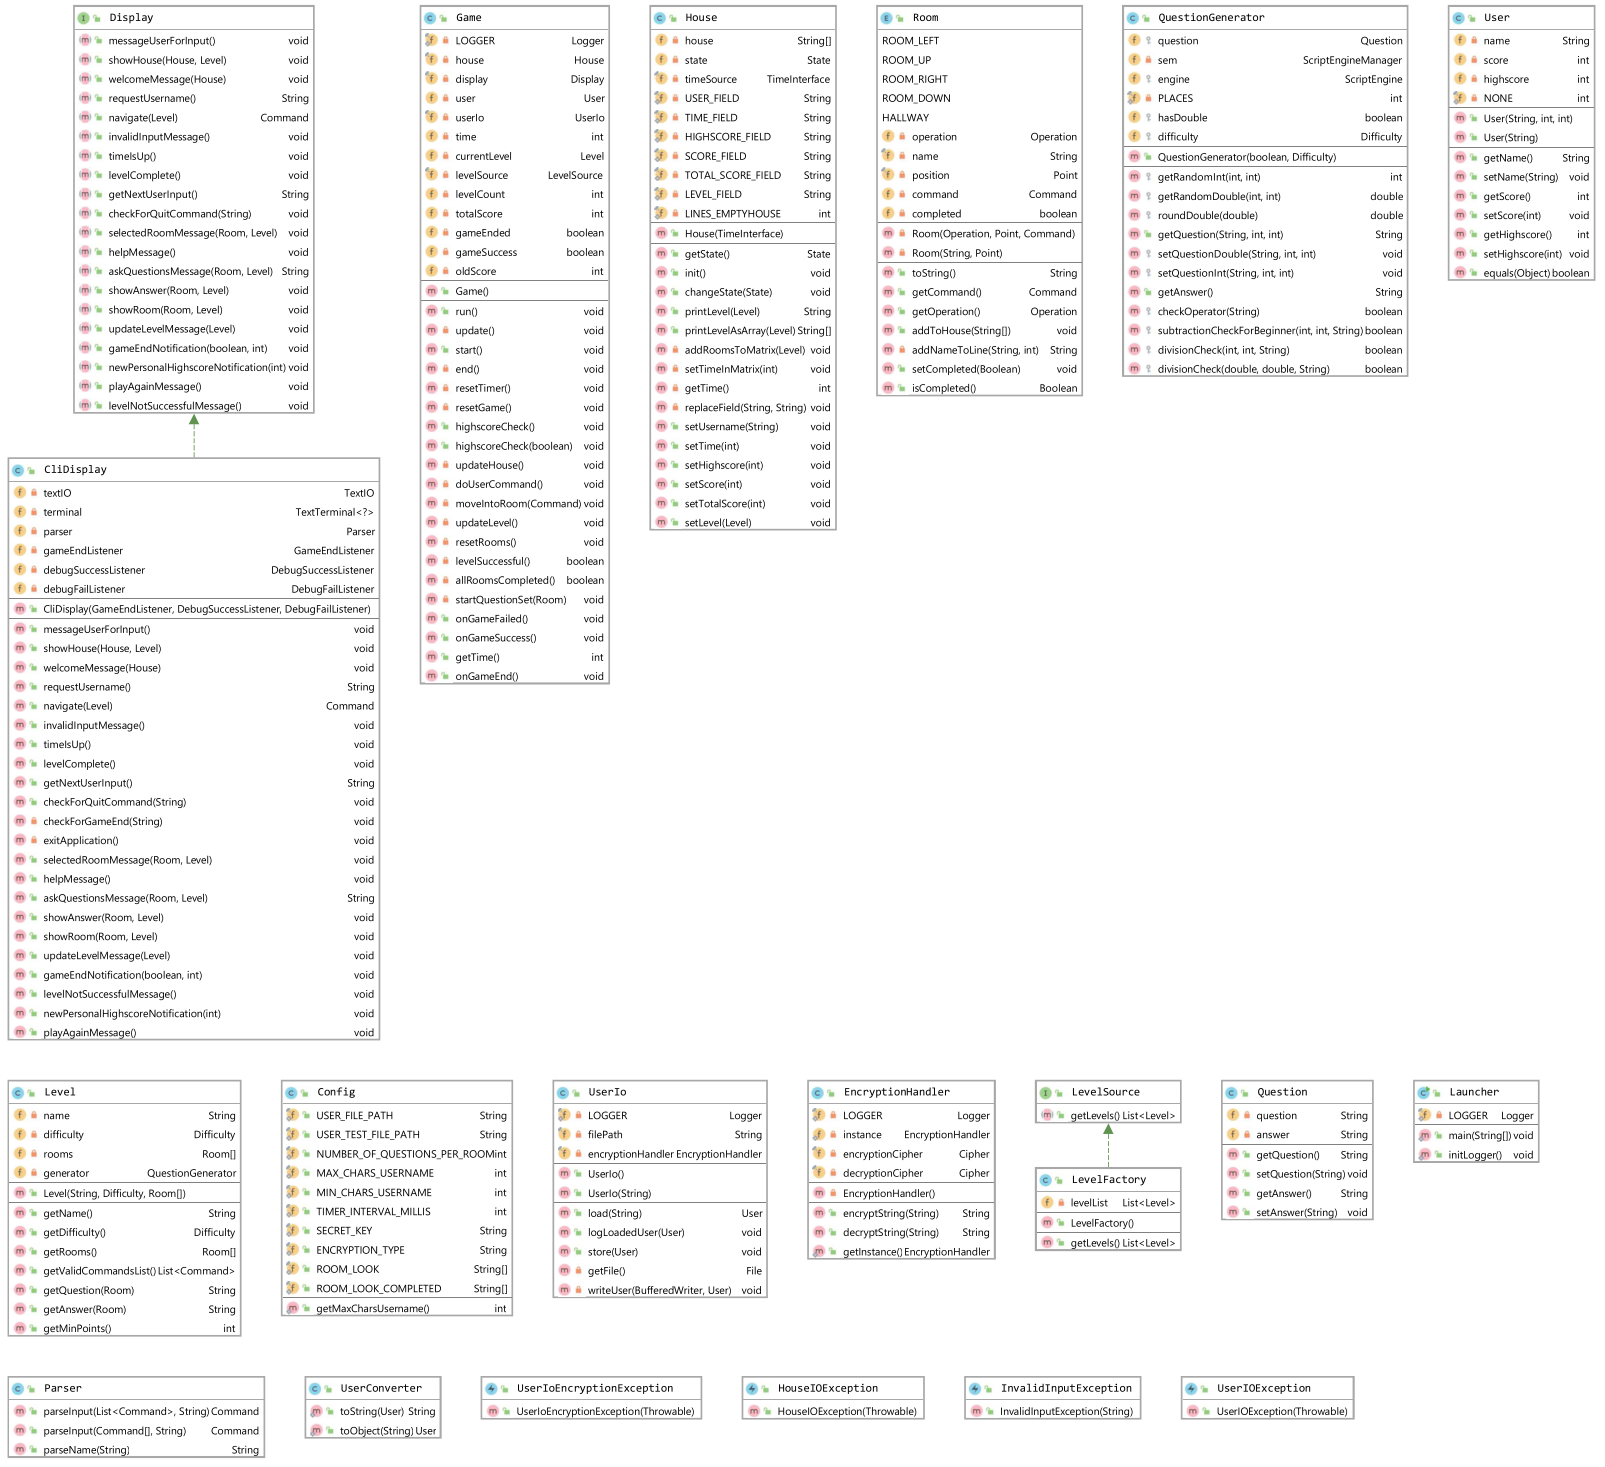 Display
messageUserForInput() void
showHouse(House, Level) void
welcomeMessage(House) void
requestUsername() String
navigate(Level) Command
invalidInputMessage() void
timeIsUp() void
levelComplete() void
getNextUserInput() String
checkForQuitCommand(String) void
selectedRoomMessage(Room, Level) void
helpMessage() void
askQuestionsMessage(Room, Level) String
showAnswer(Room, Level) void
showRoom(Room, Level) void
updateLevelMessage(Level) void
gameEndNotification(boolean, int) void
newPersonalHighscoreNotification(int) void
playAgainMessage() void
levelNotSuccessfulMessage() void
CliDisplay
textIO TextIO
terminal TextTerminal<?>
parser Parser
gameEndListener GameEndListener
debugSuccessListener DebugSuccessListener
debugFailListener DebugFailListener
CliDisplay(GameEndListener, DebugSuccessListener, DebugFailListener)
messageUserForInput() void
showHouse(House, Level) void
welcomeMessage(House) void
requestUsername() String
navigate(Level) Command
invalidInputMessage() void
timeIsUp() void
levelComplete() void
getNextUserInput() String
checkForQuitCommand(String) void
checkForGameEnd(String) void
exitApplication() void
selectedRoomMessage(Room, Level) void
helpMessage() void
askQuestionsMessage(Room, Level) String
showAnswer(Room, Level) void
showRoom(Room, Level) void
updateLevelMessage(Level) void
gameEndNotification(boolean, int) void
levelNotSuccessfulMessage() void
newPersonalHighscoreNotification(int) void
playAgainMessage() void
Game
LOGGER Logger
house House
display Display
user User
userIo UserIo
time int
currentLevel Level
levelSource LevelSource
levelCount int
totalScore int
gameEnded boolean
gameSuccess boolean
oldScore int
Game()
run() void
update() void
start() void
end() void
resetTimer() void
resetGame() void
highscoreCheck() void
highscoreCheck(boolean) void
updateHouse() void
doUserCommand() void
moveIntoRoom(Command) void
updateLevel() void
resetRooms() void
levelSuccessful() boolean
allRoomsCompleted() boolean
startQuestionSet(Room) void
onGameFailed() void
onGameSuccess() void
getTime() int
onGameEnd() void
House
house String[]
state State
timeSource TimeInterface
USER_FIELD String
TIME_FIELD String
HIGHSCORE_FIELD String
SCORE_FIELD String
TOTAL_SCORE_FIELD String
LEVEL_FIELD String
LINES_EMPTYHOUSE int
House(TimeInterface)
getState() State
init() void
changeState(State) void
printLevel(Level) String
printLevelAsArray(Level) String[]
addRoomsToMatrix(Level) void
setTimeInMatrix(int) void
getTime() int
replaceField(String, String) void
setUsername(String) void
setTime(int) void
setHighscore(int) void
setScore(int) void
setTotalScore(int) void
setLevel(Level) void
Room
ROOM_LEFT
ROOM_UP
ROOM_RIGHT
ROOM_DOWN
HALLWAY
operation Operation
name String
position Point
command Command
completed boolean
Room(Operation, Point, Command)
Room(String, Point)
toString() String
getCommand() Command
getOperation() Operation
addToHouse(String[]) void
addNameToLine(String, int) String
setCompleted(Boolean) void
isCompleted() Boolean
QuestionGenerator
question Question
sem ScriptEngineManager
engine ScriptEngine
PLACES int
hasDouble boolean
difficulty Difficulty
QuestionGenerator(boolean, Difficulty)
getRandomInt(int, int) int
getRandomDouble(int, int) double
roundDouble(double) double
getQuestion(String, int, int) String
setQuestionDouble(String, int, int) void
setQuestionInt(String, int, int) void
getAnswer() String
checkOperator(String) boolean
subtractionCheckForBeginner(int, int, String) boolean
divisionCheck(int, int, String) boolean
divisionCheck(double, double, String) boolean
User
name String
score int
highscore int
NONE int
User(String, int, int)
User(String)
getName() String
setName(String) void
getScore() int
setScore(int) void
getHighscore() int
setHighscore(int) void
equals(Object) boolean
Level
name String
difficulty Difficulty
rooms Room[]
generator QuestionGenerator
Level(String, Difficulty, Room[])
getName() String
getDifficulty() Difficulty
getRooms() Room[]
getValidCommandsList() List<Command>
getQuestion(Room) String
getAnswer(Room) String
getMinPoints() int
Config
USER_FILE_PATH String
USER_TEST_FILE_PATH String
NUMBER_OF_QUESTIONS_PER_ROOM int
MAX_CHARS_USERNAME int
MIN_CHARS_USERNAME int
TIMER_INTERVAL_MILLIS int
SECRET_KEY String
ENCRYPTION_TYPE String
ROOM_LOOK String[]
ROOM_LOOK_COMPLETED String[]
getMaxCharsUsername() int
UserIo
LOGGER Logger
filePath String
encryptionHandler EncryptionHandler
UserIo()
UserIo(String)
load(String) User
logLoadedUser(User) void
store(User) void
getFile() File
writeUser(BufferedWriter, User) void
EncryptionHandler
LOGGER Logger
instance EncryptionHandler
encryptionCipher Cipher
decryptionCipher Cipher
EncryptionHandler()
encryptString(String) String
decryptString(String) String
getInstance() EncryptionHandler
LevelSource
getLevels() List<Level>
LevelFactory
levelList List<Level>
LevelFactory()
getLevels() List<Level>
Question
question String
answer String
getQuestion() String
setQuestion(String) void
getAnswer() String
setAnswer(String) void
Launcher
LOGGER Logger
main(String[]) void
initLogger() void
Parser
parseInput(List<Command>, String) Command
parseInput(Command[], String) Command
parseName(String) String
UserConverter
toString(User) String
toObject(String) User
UserIoEncryptionException
UserIoEncryptionException(Throwable)
HouseIOException
HouseIOException(Throwable)
InvalidInputException
InvalidInputException(String)
UserIOException
UserIOException(Throwable)